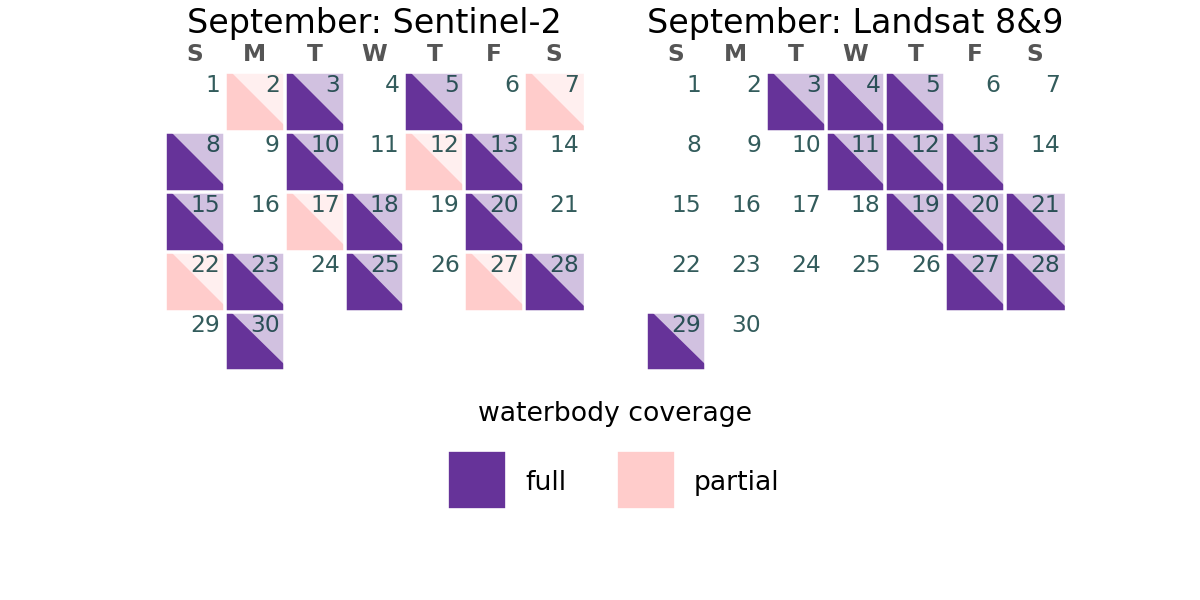 September: Sentinel-2
S M T W T F S
1 2 3 4 5 6 7
8 9 10 11 12 13 14
15 16 17 18 19 20 21
22 23 24 25 26 27 28
29 30
September: Landsat 8&9
S M T W T F S
1 2 3 4 5 6 7
8 9 10 11 12 13 14
15 16 17 18 19 20 21
22 23 24 25 26 27 28
29 30
waterbody coverage
full partial